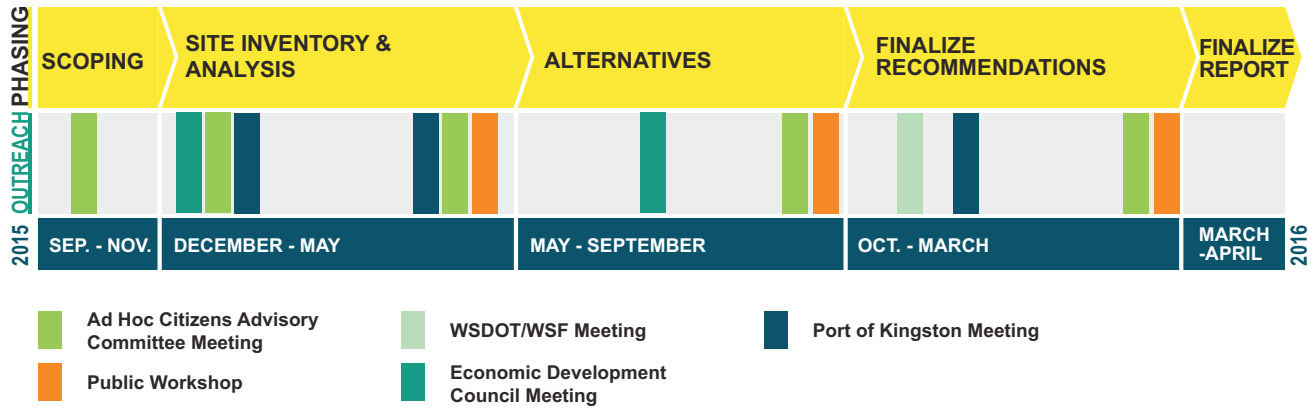 PHASING
SCOPING
SITE INVENTORY &
ANALYSIS
ALTERNATIVES
FINALIZE
RECOMMENDATIONS
FINALIZE
REPORT
OUTREACH
2015
SEP. - NOV.
DECEMBER - MAY
MAY - SEPTEMBER
OCT. - MARCH
MARCH
-APRIL
2016
Ad Hoc Citizens Advisory
Committee Meeting
Public Workshop
WSDOT/WSF Meeting
Economic Development
Council Meeting
Port of Kingston Meeting